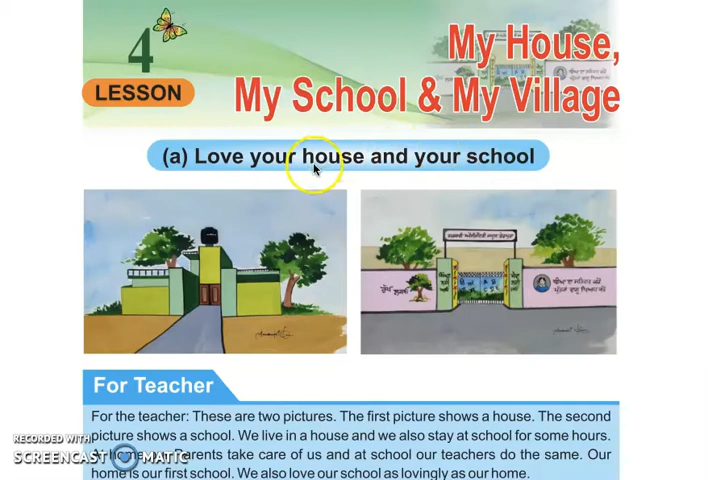 4
LESSON
My House,
My School & My Village
(a) Love your house and your school
For Teacher
For the teacher: These are two pictures. The first picture shows a house. The second
picture shows a school. We live in a house and we also stay at school for some hours.
home our Parents take care of us and at school our teachers do the same. Our
home is our first school. We also love our school as lovingly as our home.
RECORDED WITH
SCREENCAST MATIC